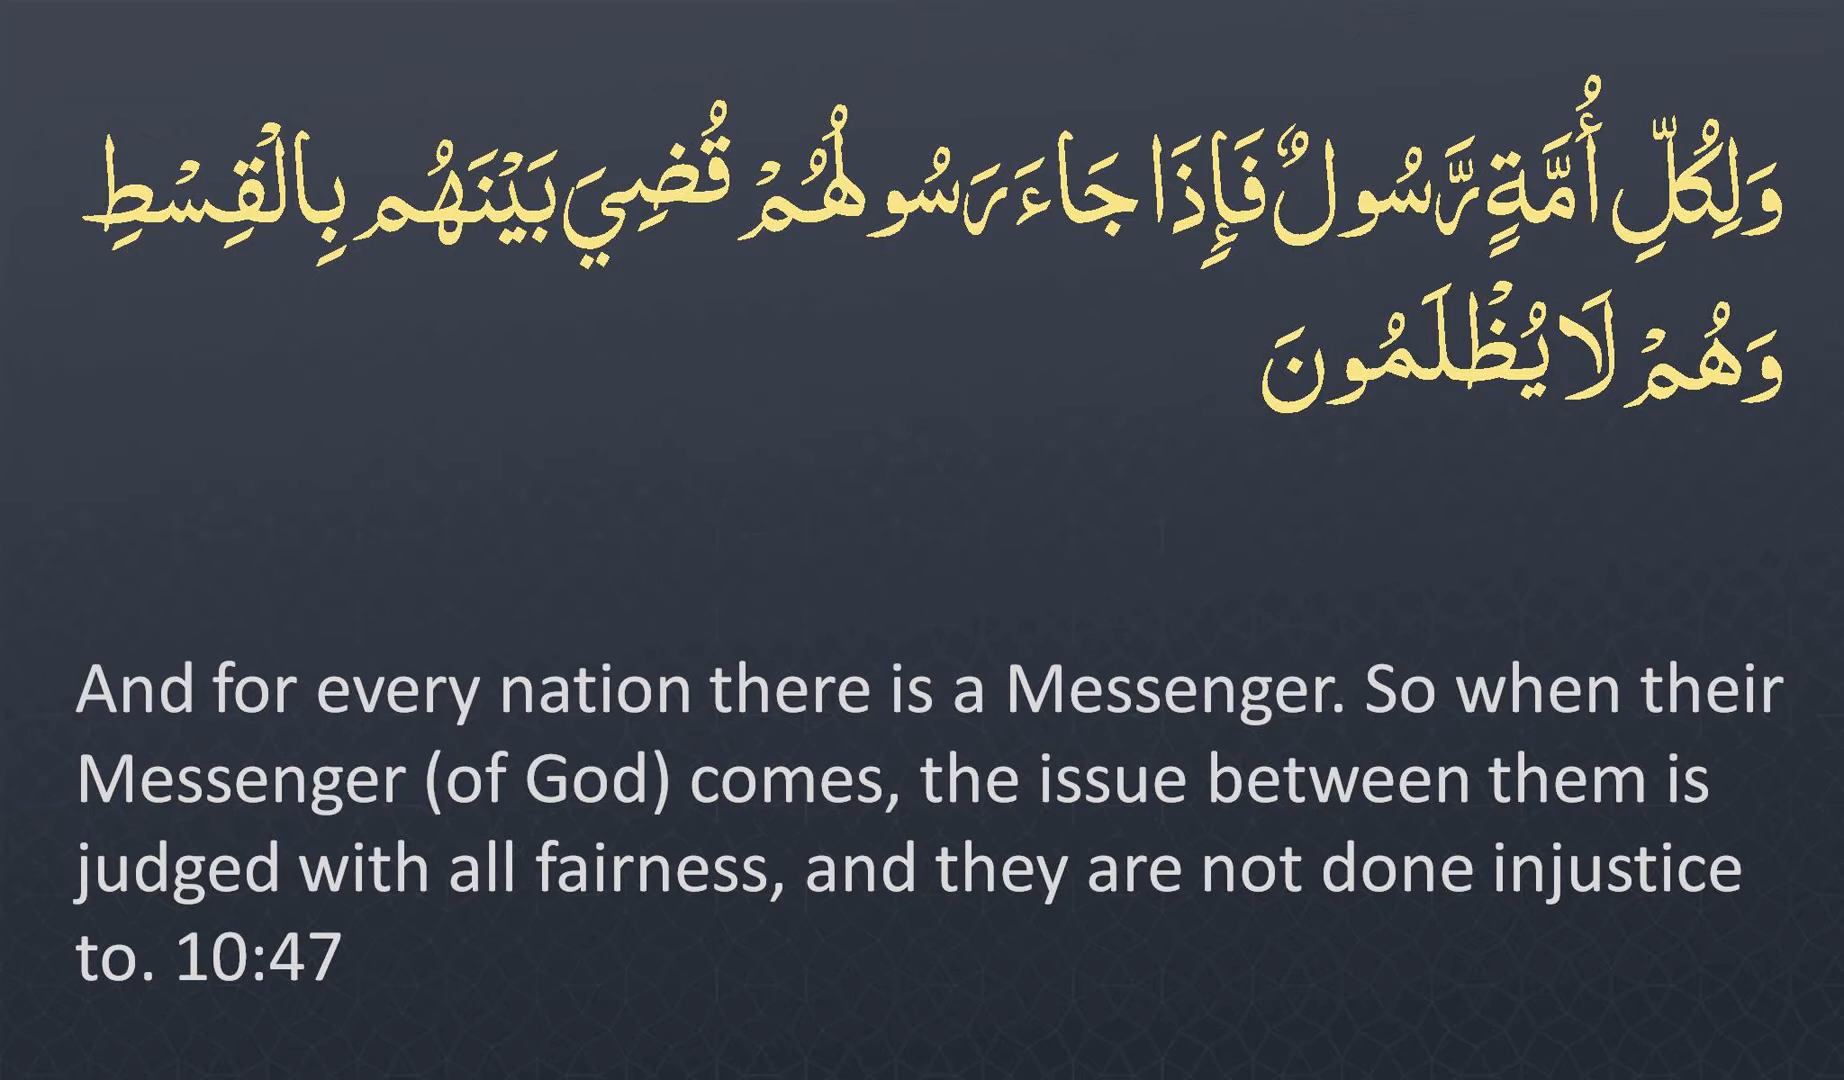 وَلِكُلِّ أُمَّةٍ رَّسُولٌ فَإِذَا جَاءَ رَسُولُهُمْ قُضِيَ بَيْنَهُم بِالْقِسْطِ
وَهُمْ لَا يُظْلَمُونَ
And for every nation there is a Messenger. So when their
Messenger (of God) comes, the issue between them is
judged with all fairness, and they are not done injustice
to. 10:47